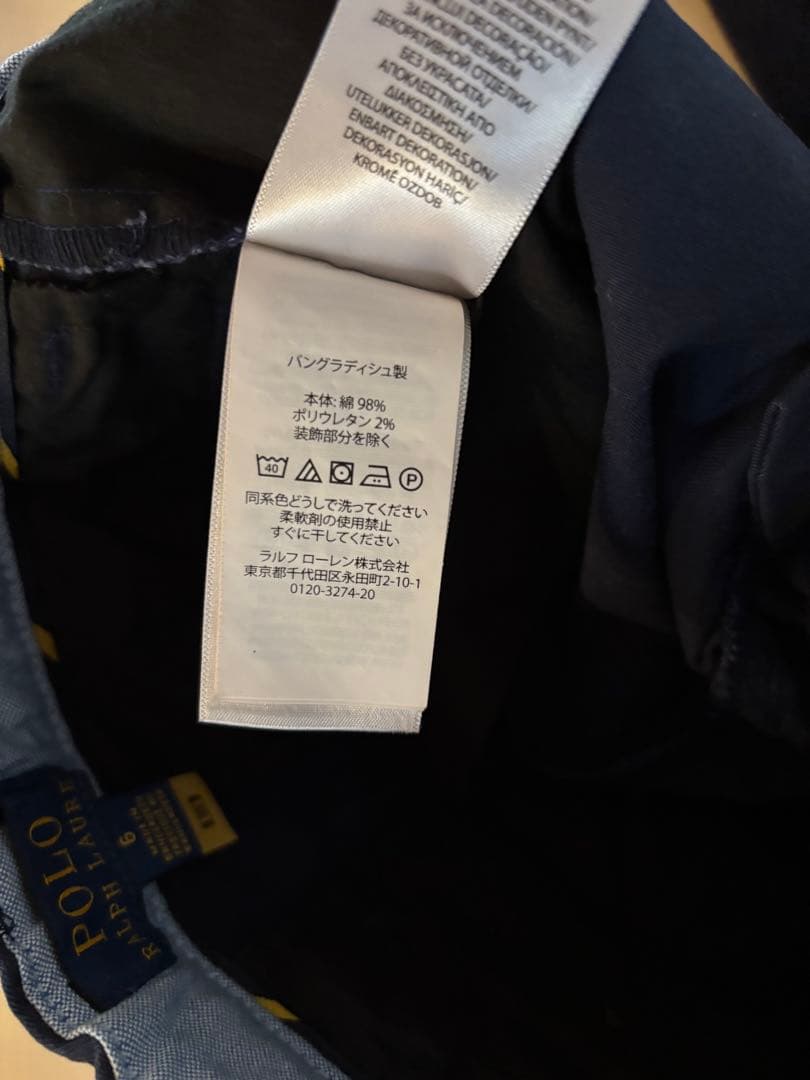 DECORACIÓN/
DECORAÇÃO/
ЗА ИСКЛЮЧЕНИЕМ
ДЕКОРАТИВНОЙ ОТДЕЛКИ/
БЕЗ УКРАСАТА/
ΑΠΟΚΛΕΙΣΤΙΚΗ ΑΠΟ
ΔΙΑΚΟΣΜΗΣΗ/
UTELUKKER DEKORASJON/
ENBART DEKORATION/
DEKORASYON HARIÇ/
KROMĚ OZDOB
バングラディシュ製
本体: 綿 98%
ポリウレタン 2%
装飾部分を除く
40 P
同系色どうしで洗ってください
柔軟剤の使用禁止
すぐに干してください
ラルフ ローレン株式会社
東京都千代田区永田町2-10-1
0120-3274-20
POLO
RALPH LAURE
6